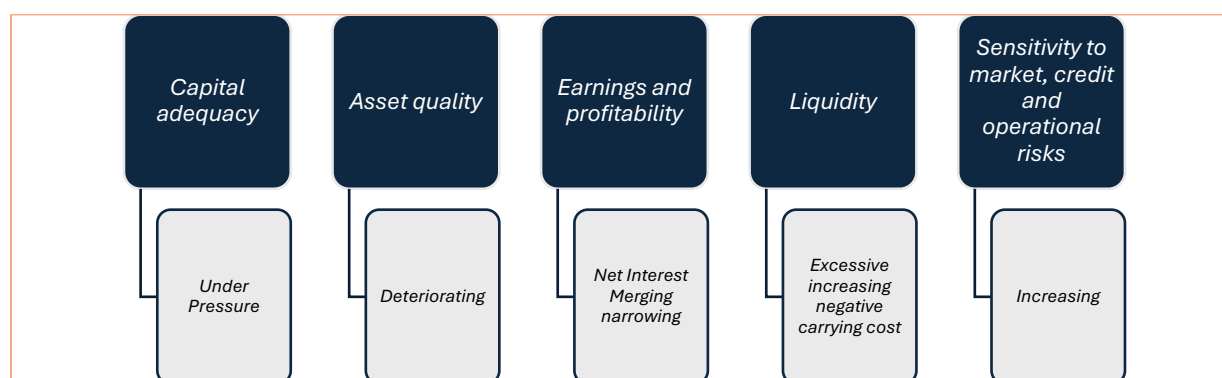 Capital
adequacy
Asset quality
Earnings and
profitability
Liquidity
Sensitivity to
market, credit
and
operational
risks
Under
Pressure
Deteriorating
Net Interest
Merging
narrowing
Excessive
increasing
negative
carrying cost
Increasing